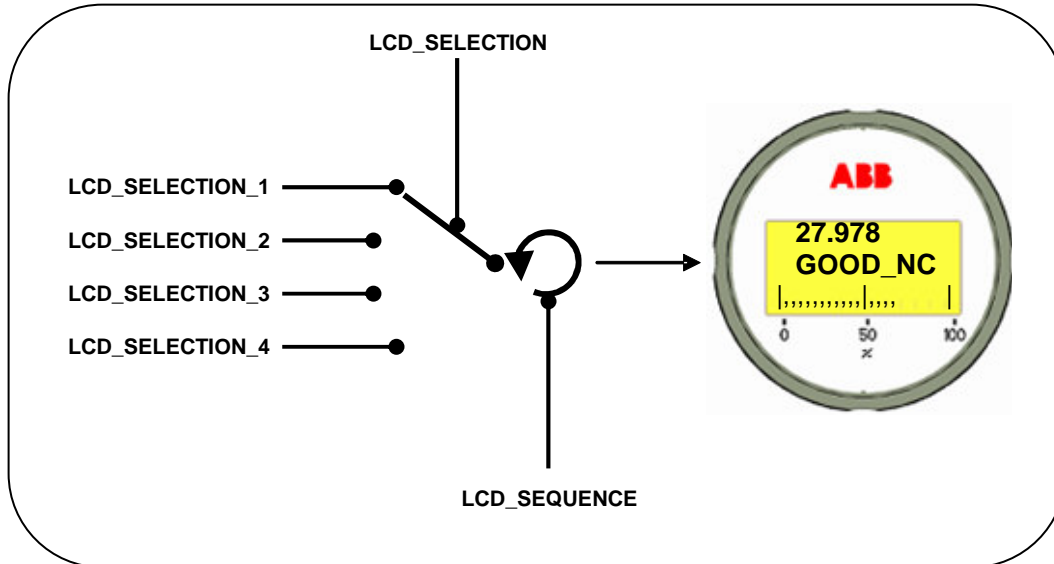 LCD_SELECTION
LCD_SELECTION_1
LCD_SELECTION_2
LCD_SELECTION_3
LCD_SELECTION_4
LCD_SEQUENCE
ABB
27.978
GOOD_NC
|,,,,,,,,,,,|,,,, |
0 50 100
%